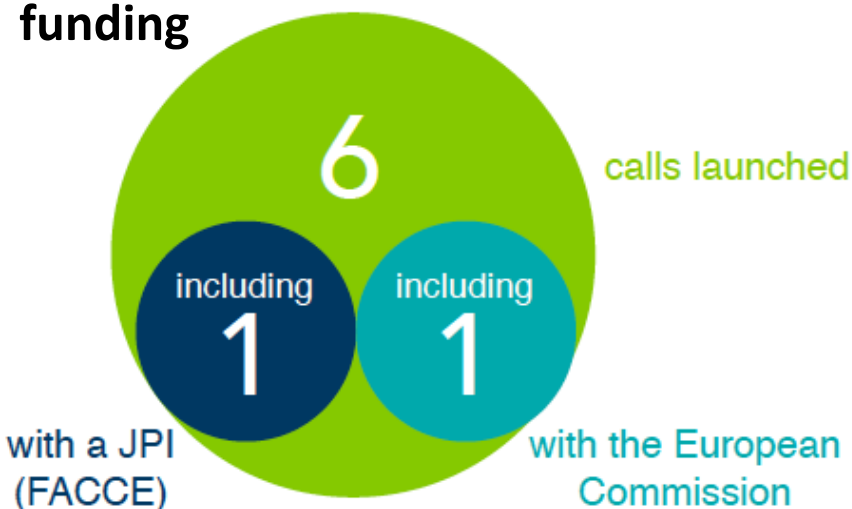 funding
6
calls launched
including
1
including
1
with a JPI
(FACCE)
with the European
Commission